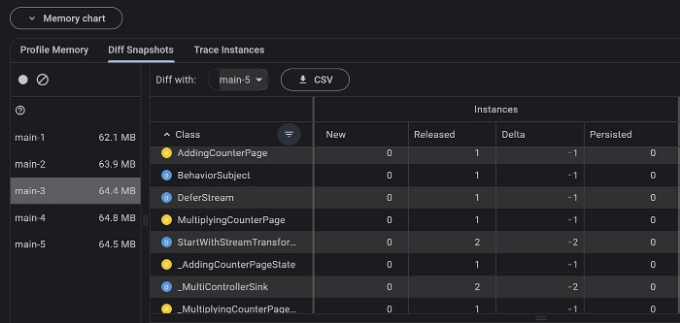 Memory chart
Profile Memory Diff Snapshots Trace Instances
Diff with: main-5 CSV
Instances
Class New Released Delta Persisted
main-1 62.1 MB
main-2 63.9 MB
main-3 64.4 MB
main-4 64.8 MB
main-5 64.5 MB
AddingCounterPage 0 1 -1 0
BehaviorSubject 0 1 -1 0
DeferStream 0 1 -1 0
MultiplyingCounterPage 0 1 -1 0
StartWithStreamTransfor... 0 2 -2 0
_AddingCounterPageState 0 1 -1 0
_MultiControllerSink 0 2 -2 0
_MultiplyingCounterPage... 0 1 -1 0